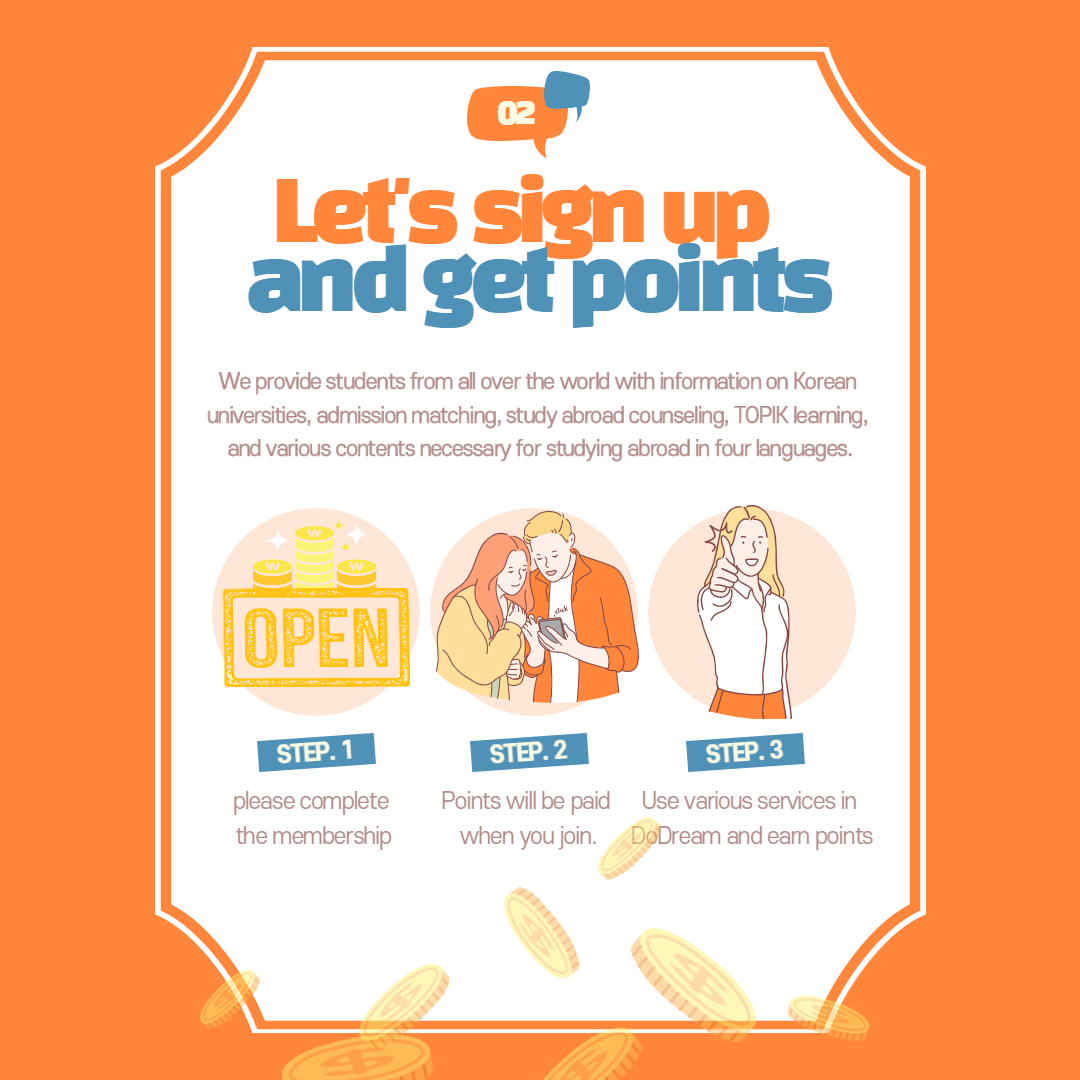 02
Let's sign up
and get points
We provide students from all over the world with information on Korean
universities, admission matching, study abroad counseling, TOPIK learning,
and various contents necessary for studying abroad in four languages.
₩
₩ ₩
OPEN
click
STEP. 1
please complete
the membership
STEP. 2
Points will be paid
when you join.
STEP. 3
Use various services in
DoDream and earn points
$
$
$
$
$
$
$